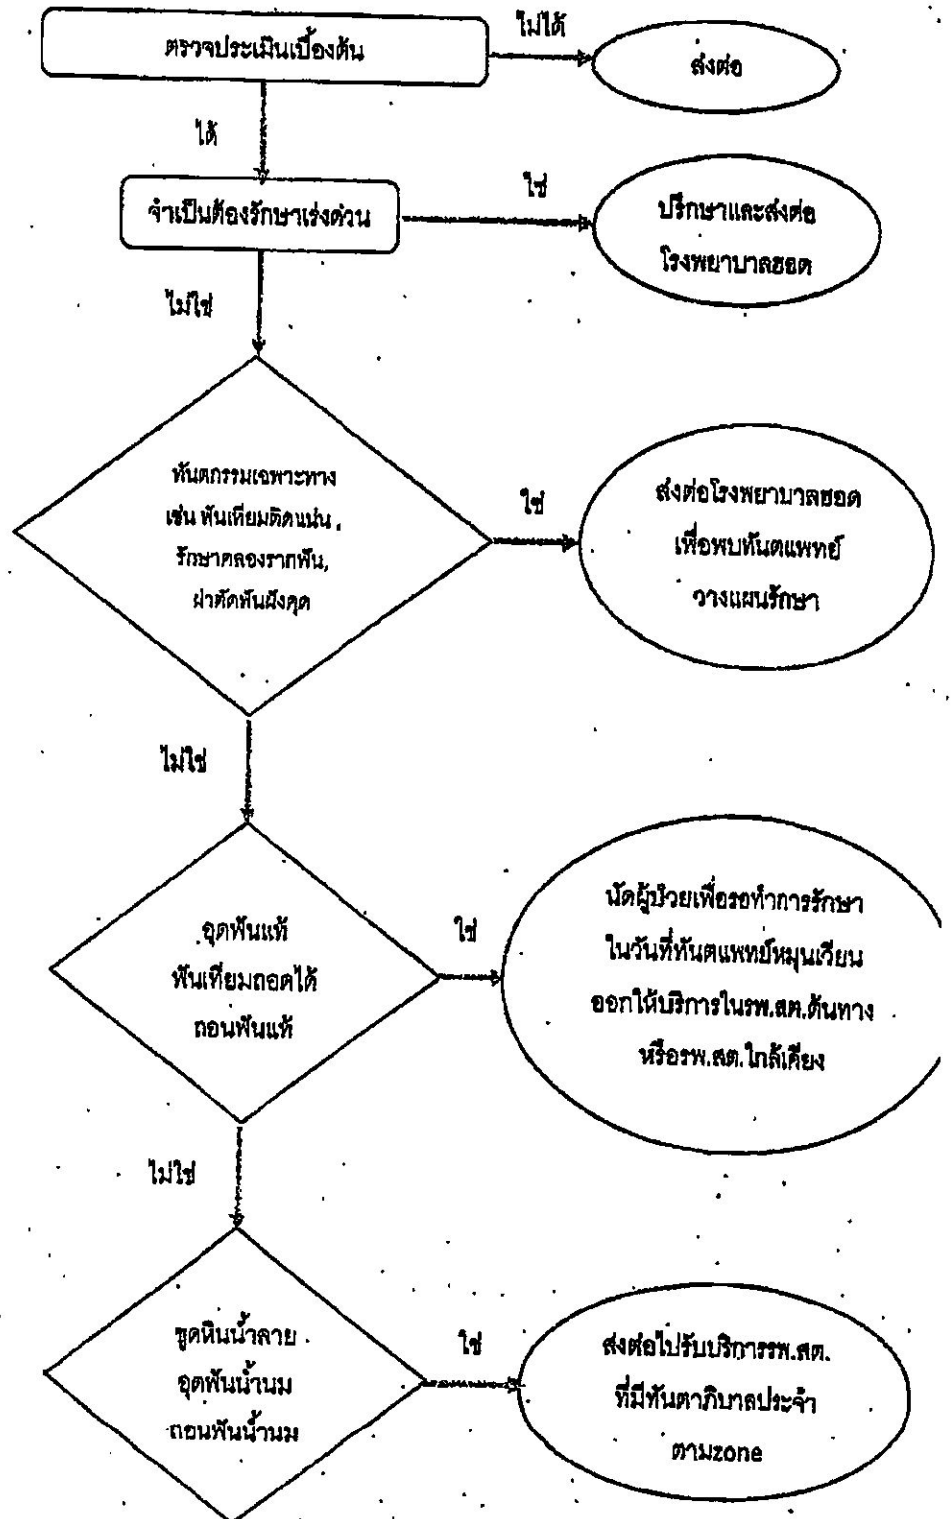 ตรวจประเมินเบื้องต้น
ไม่ได้
ส่งต่อ
ได้
จำเป็นต้องรักษาเร่งด่วน
ใช่
ปรึกษาและส่งต่อ
โรงพยาบาลฮอด
ไม่ใช่
ทันตกรรมเฉพาะทาง
เช่น ฟันเทียมติดแน่น,
รักษาคลองรากฟัน,
ผ่าตัดฟันฝังคุด
ใช่
ส่งต่อโรงพยาบาลฮอด
เพื่อพบทันตแพทย์
วางแผนรักษา
ไม่ใช่
อุดฟันแท้
ฟันเทียมถอดได้
ถอนฟันแท้
ใช่
นัดผู้ป่วยเพื่อรอทำการรักษา
ในวันที่ทันตแพทย์หมุนเวียน
ออกให้บริการในรพ.สต.ต้นทาง
หรือรพ.สต.ใกล้เคียง
ไม่ใช่
ขูดหินน้ำลาย
อุดฟันน้ำนม
ถอนฟันน้ำนม
ใช่
ส่งต่อไปรับบริการรพ.สต.
ที่มีทันตาภิบาลประจำ
ตามzone